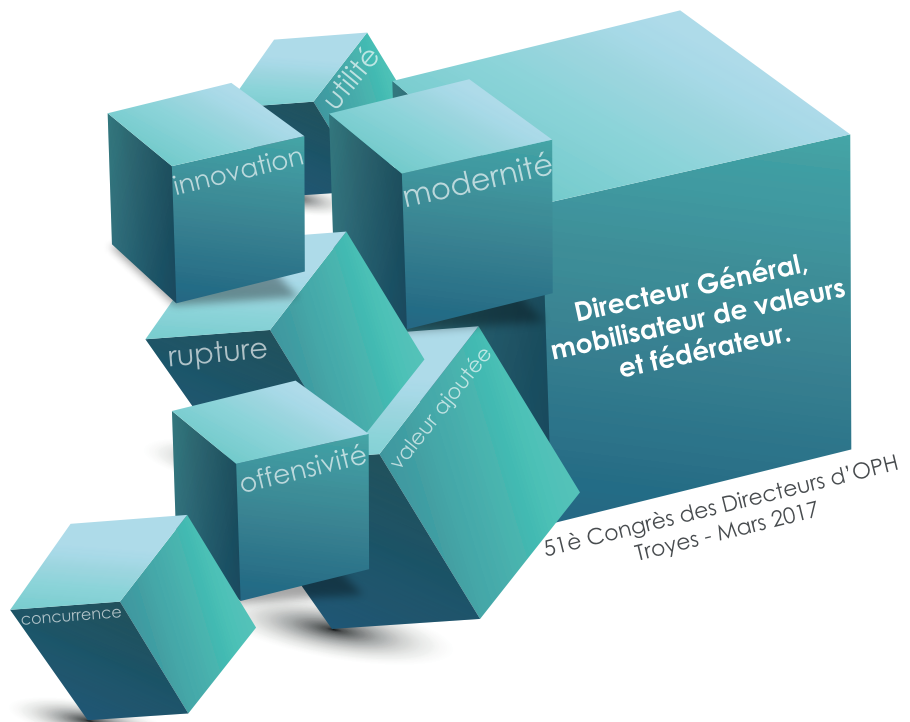 utilité
innovation
modernité
Directeur Général,
mobilisateur de valeurs
et fédérateur.
rupture
valeur ajoutée
offensivité
51è Congrès des Directeurs d'OPH
Troyes - Mars 2017
concurrence